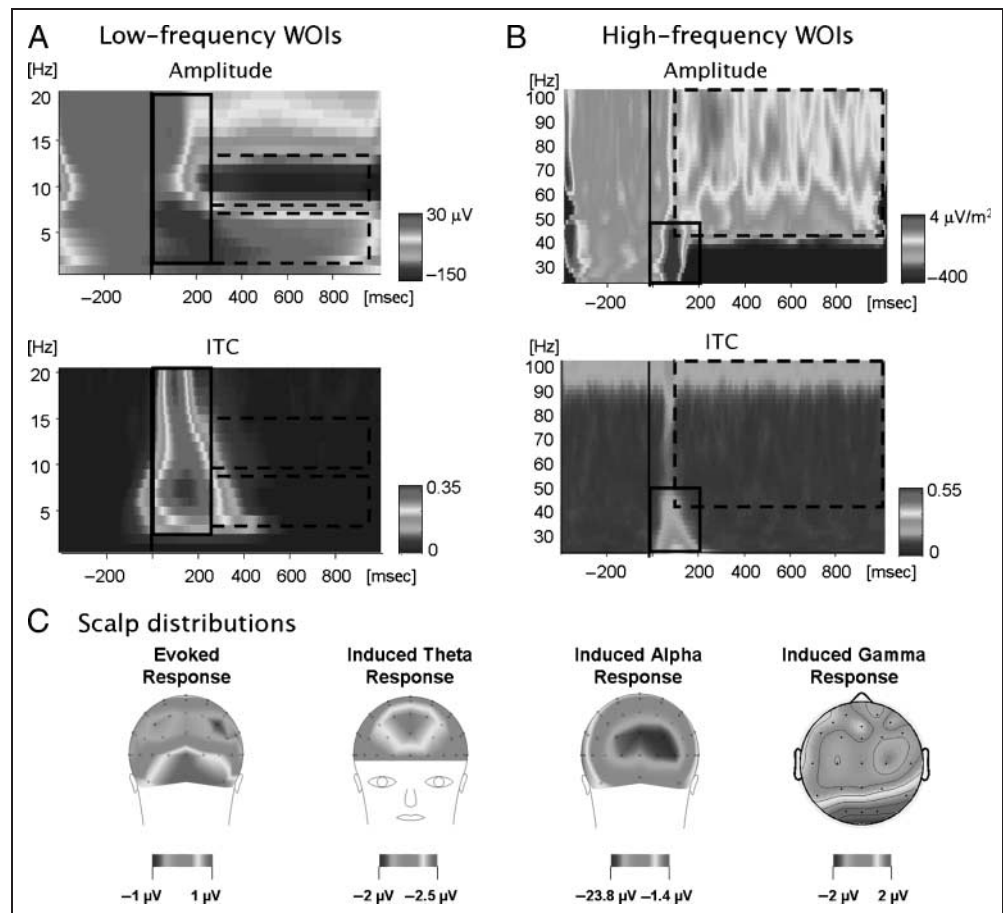 A Low-frequency WOIs
Amplitude
[Hz]
20
15
10
5
−200 0 200 400 600 800 [msec]
30 μV
−150
ITC
[Hz]
20
15
10
5
−200 0 200 400 600 800 [msec]
0.35
0
B High-frequency WOIs
Amplitude
[Hz]
100
90
80
70
60
50
40
30
−200 0 200 400 600 800 [msec]
4 μV/m²
−400
ITC
[Hz]
100
90
80
70
60
50
40
30
−200 0 200 400 600 800 [msec]
0.55
0
C Scalp distributions
Evoked
Response
−1 μV 1 μV
Induced Theta
Response
−2 μV −2.5 μV
Induced Alpha
Response
−23.8 μV −1.4 μV
Induced Gamma
Response
−2 μV 2 μV